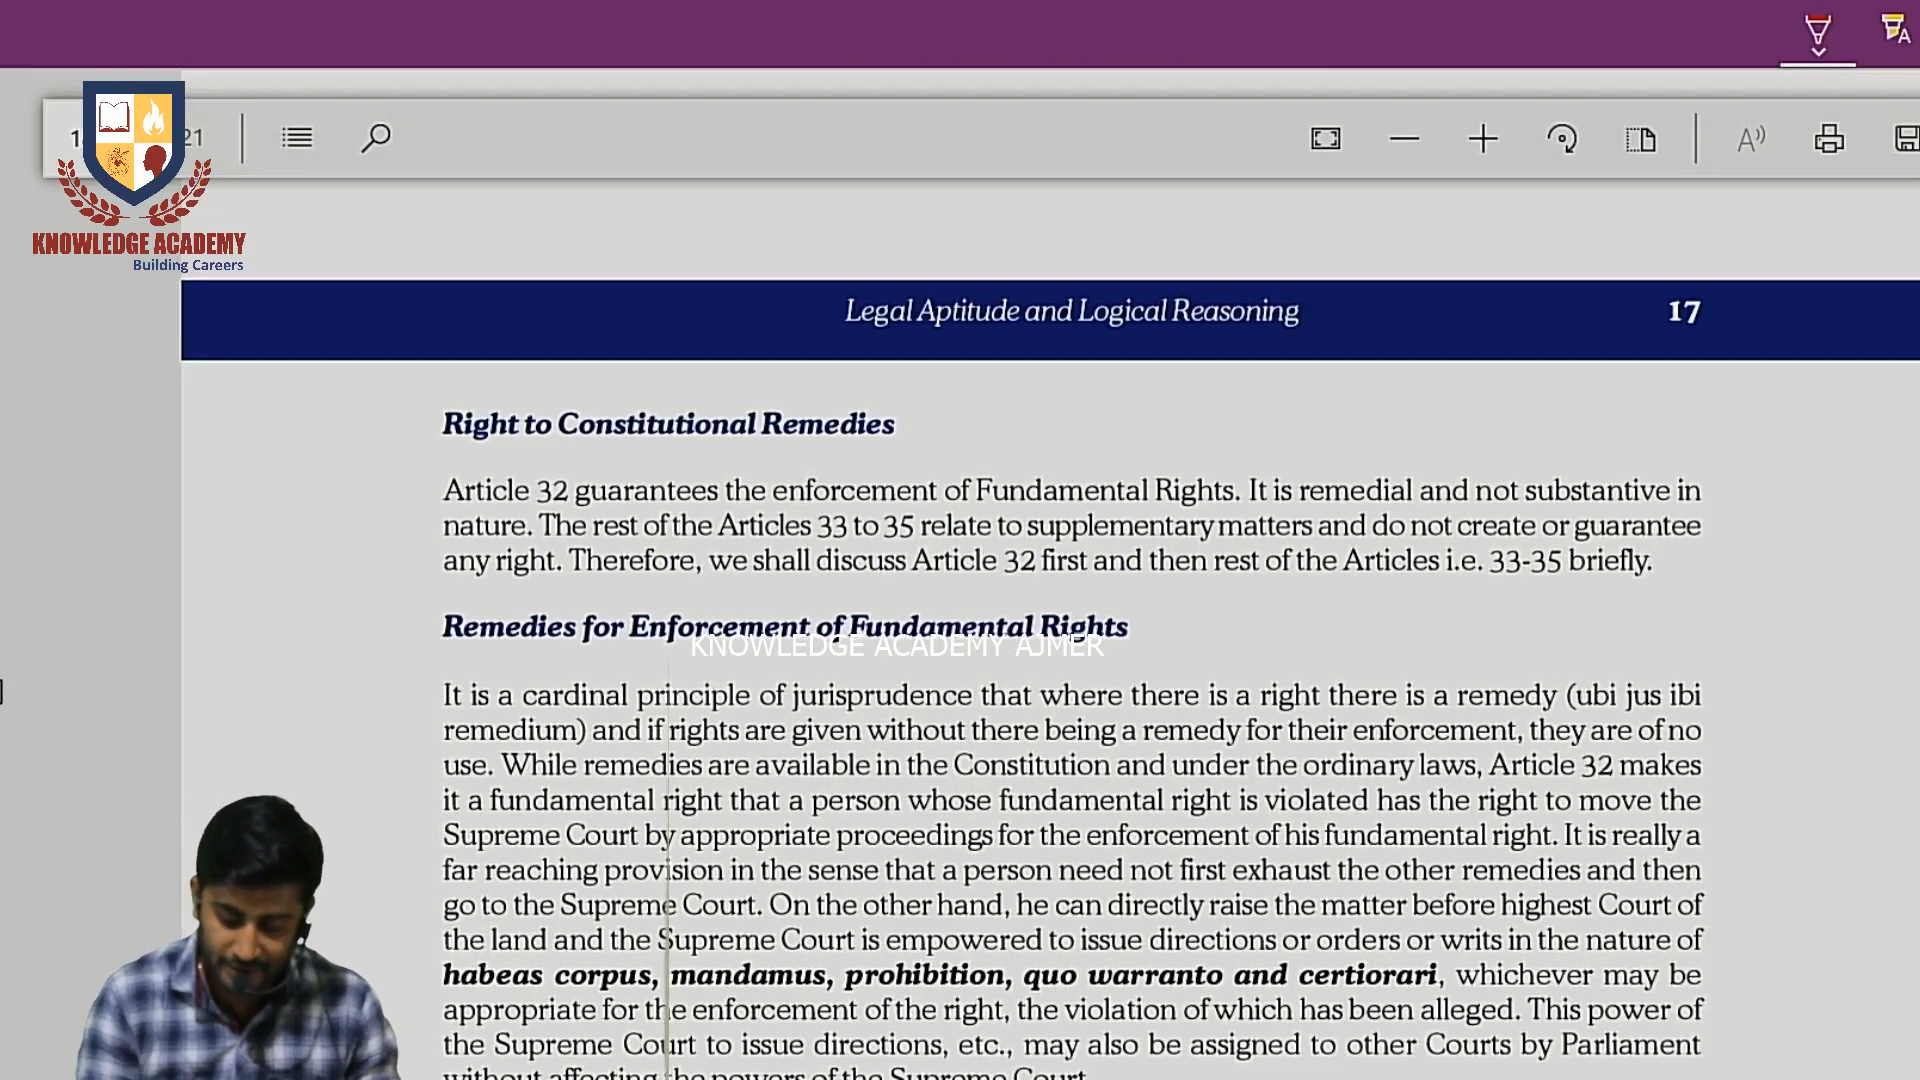 21
KNOWLEDGE ACADEMY
Building Careers
Legal Aptitude and Logical Reasoning 17
Right to Constitutional Remedies
Article 32 guarantees the enforcement of Fundamental Rights. It is remedial and not substantive in
nature. The rest of the Articles 33 to 35 relate to supplementary matters and do not create or guarantee
any right. Therefore, we shall discuss Article 32 first and then rest of the Articles i.e. 33-35 briefly.
Remedies for Enforcement of Fundamental Rights
KNOWLEDGE ACADEMY AJMER
It is a cardinal principle of jurisprudence that where there is a right there is a remedy (ubi jus ibi
remedium) and if rights are given without there being a remedy for their enforcement, they are of no
use. While remedies are available in the Constitution and under the ordinary laws, Article 32 makes
it a fundamental right that a person whose fundamental right is violated has the right to move the
Supreme Court by appropriate proceedings for the enforcement of his fundamental right. It is really a
far reaching provision in the sense that a person need not first exhaust the other remedies and then
go to the Supreme Court. On the other hand, he can directly raise the matter before highest Court of
the land and the Supreme Court is empowered to issue directions or orders or writs in the nature of
habeas corpus, mandamus, prohibition, quo warranto and certiorari, whichever may be
appropriate for the enforcement of the right, the violation of which has been alleged. This power of
the Supreme Court to issue directions, etc., may also be assigned to other Courts by Parliament
without affecting the powers of the Supreme Court.